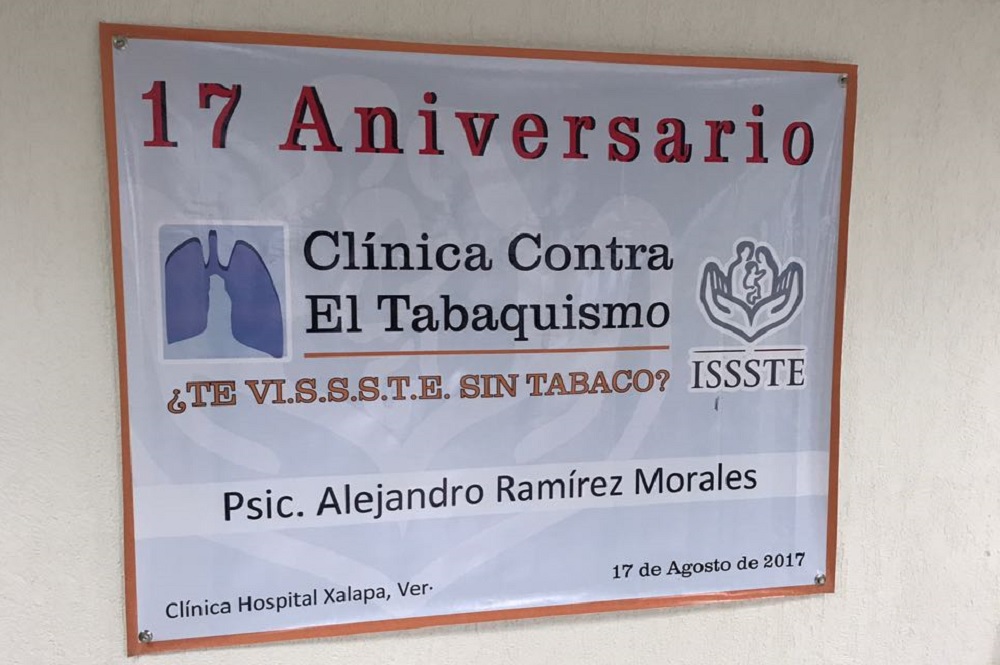 17 Aniversario
Clínica Contra
El Tabaquismo
¿TE VI.S.S.S.T.E. SIN TABACO?
ISSSTE
Psic. Alejandro Ramírez Morales
17 de Agosto de 2017
Clínica Hospital Xalapa, Ver.